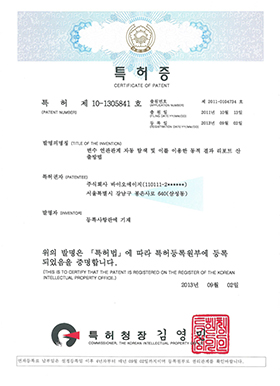 특허증
CERTIFICATE OF PATENT
특 허 제 10-1305841 호
(PATENT NUMBER)
출원번호 제 2011-0104704 호
(APPLICATION NUMBER)
출원일 2011년 10월 13일
(FILING DATE:YY/MM/DD)
등록일 2013년 09월 02일
(REGISTRATION DATE:YY/MM/DD)
발명의명칭 (TITLE OF THE INVENTION)
변수 연관관계 자동 탐색 및 이를 이용한 동적 결과 리포트 산
출방법
특허권자 (PATENTEE)
주식회사 바이오에이지(110111-2******)
서울특별시 강남구 봉은사로 640(삼성동)
발명자 (INVENTOR)
등록사항란에 기재
위의 발명은 「특허법」에 따라 특허등록원부에 등록
되었음을 증명합니다.
(THIS IS TO CERTIFY THAT THE PATENT IS REGISTERED ON THE REGISTER OF THE KOREAN
INTELLECTUAL PROPERTY OFFICE.)
2013년 09월 02일
특허청장 김영민
COMMISSIONER, THE KOREAN INTELLECTUAL PROPERTY